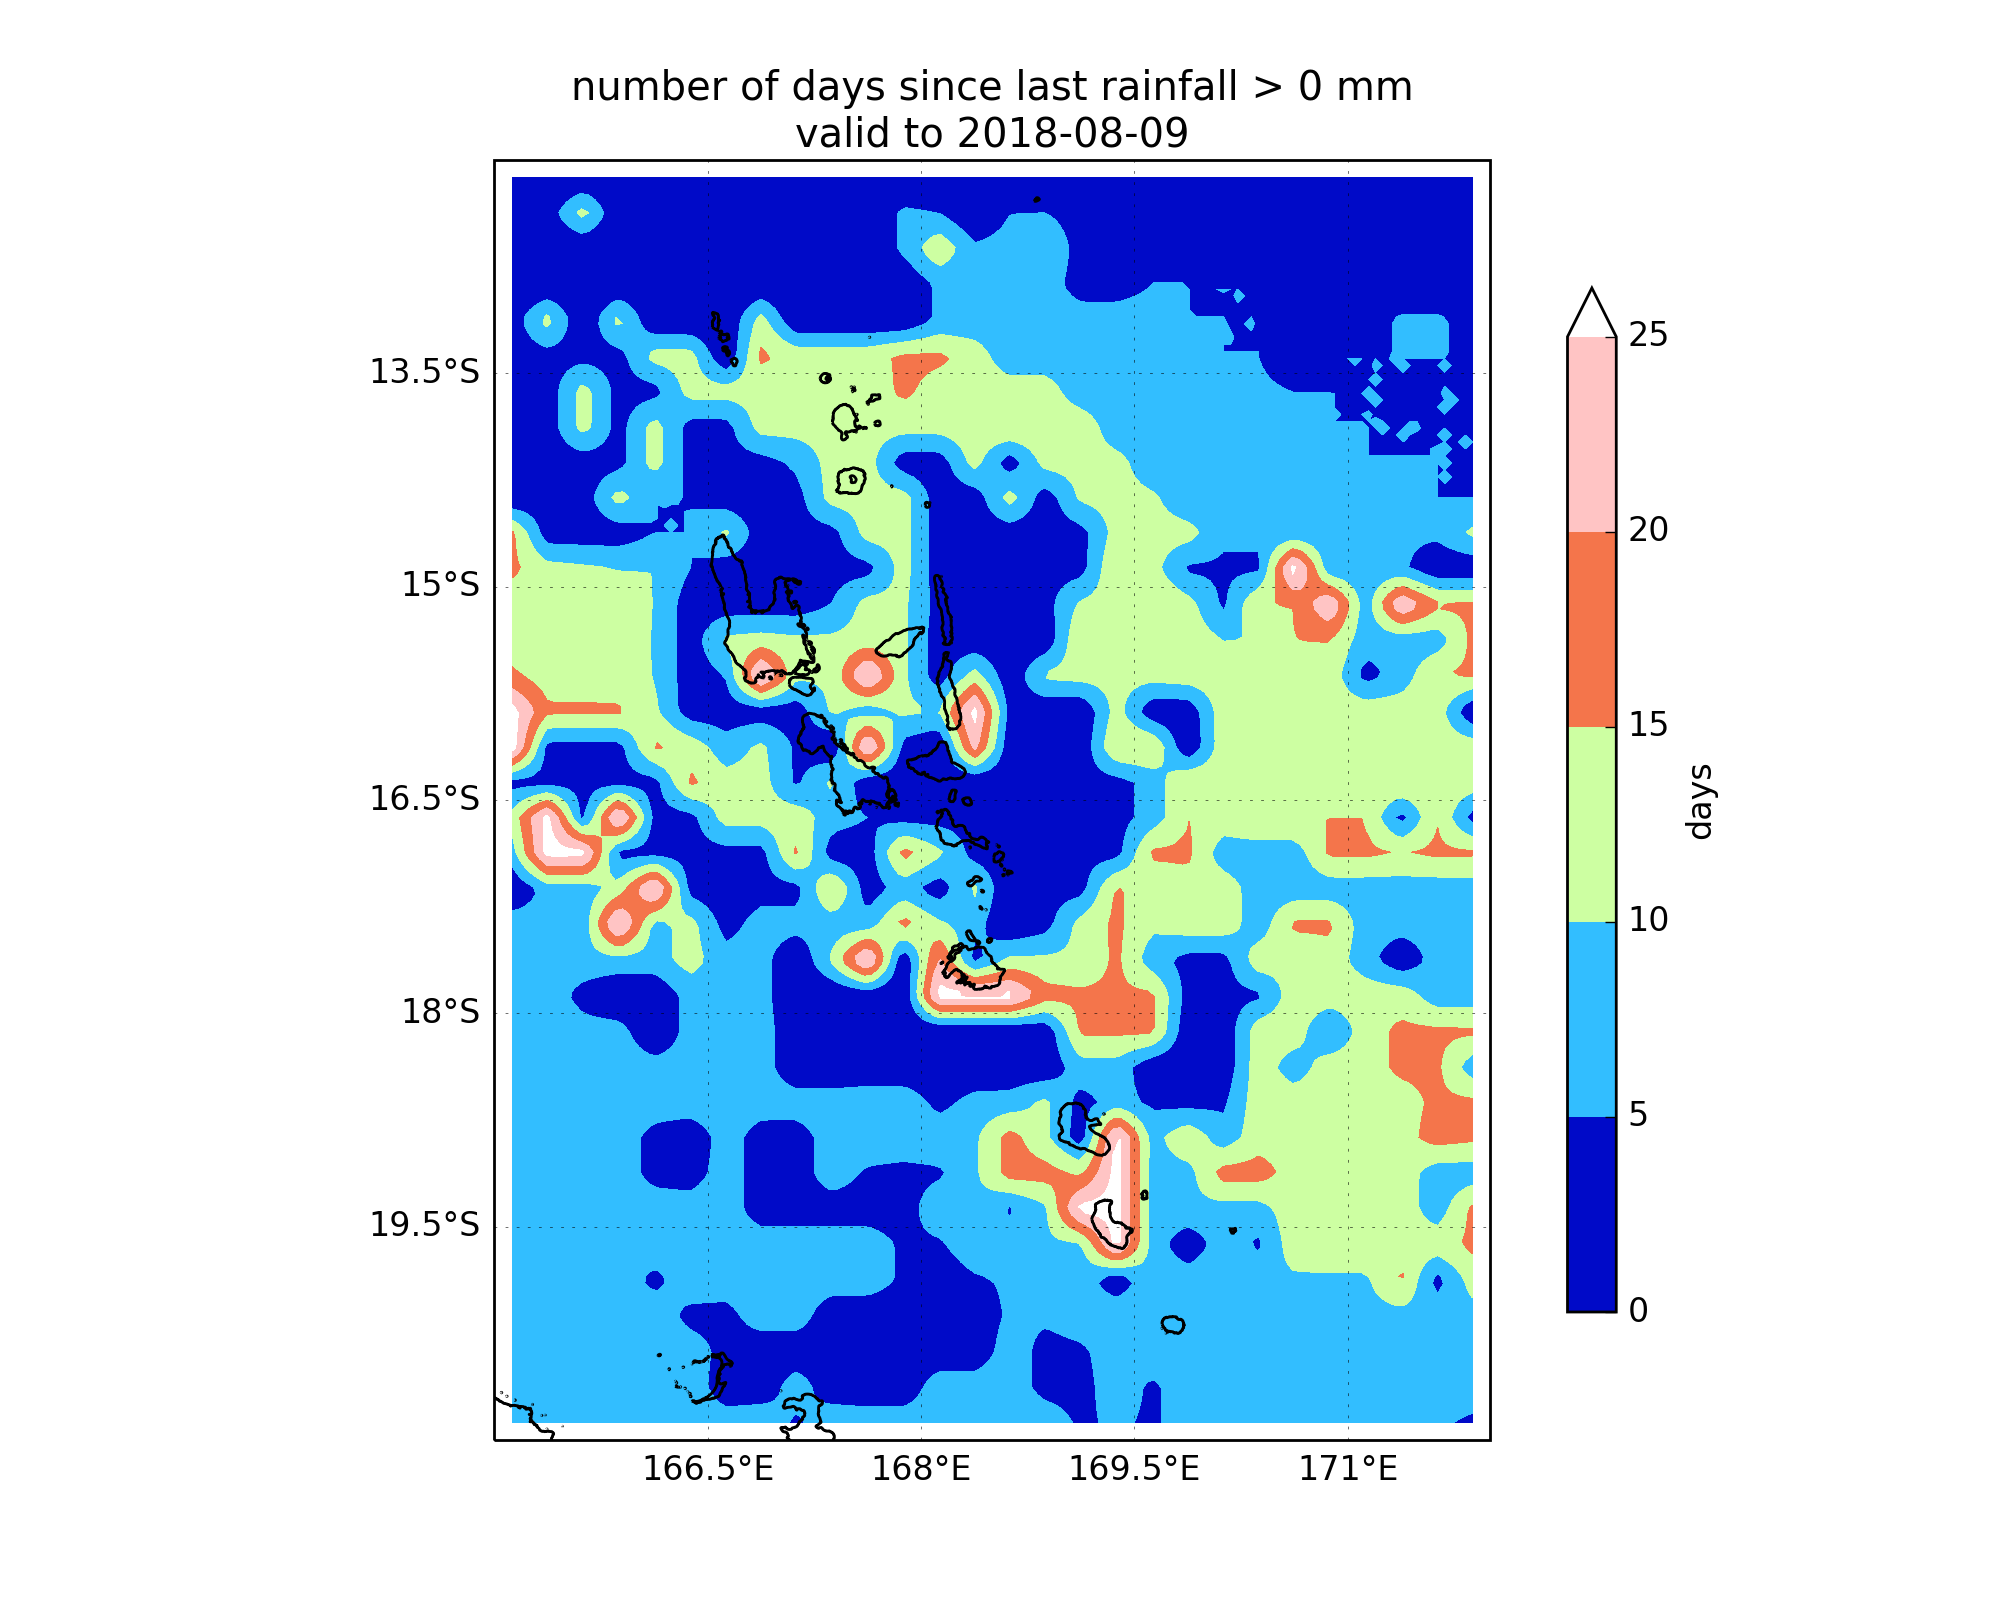 number of days since last rainfall > 0 mm
valid to 2018-08-09
13.5°S
15°S
16.5°S
18°S
19.5°S
166.5°E
168°E
169.5°E
171°E
25
20
15
10
5
0
days